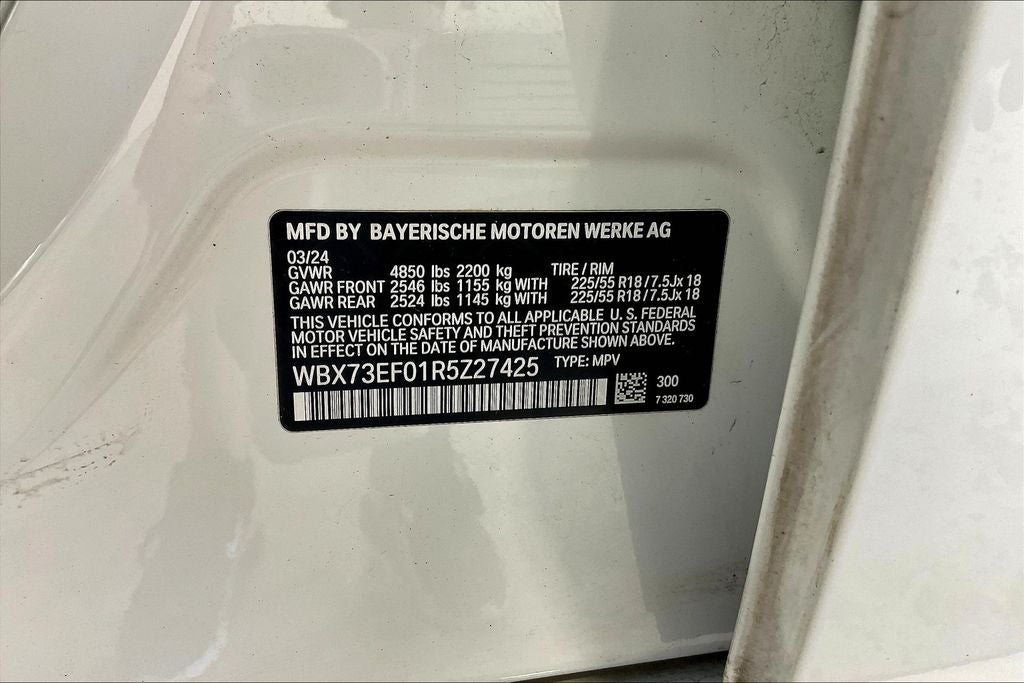 MFD BY BAYERISCHE MOTOREN WERKE AG
03/24
GVWR 4850 lbs 2200 kg TIRE / RIM
GAWR FRONT 2546 lbs 1155 kg WITH 225/55 R18 / 7.5Jx 18
GAWR REAR 2524 lbs 1145 kg WITH 225/55 R18 / 7.5Jx 18
THIS VEHICLE CONFORMS TO ALL APPLICABLE U. S. FEDERAL
MOTOR VEHICLE SAFETY AND THEFT PREVENTION STANDARDS
IN EFFECT ON THE DATE OF MANUFACTURE SHOWN ABOVE.
WBX73EF01R5Z27425 TYPE: MPV
300
7 320 730